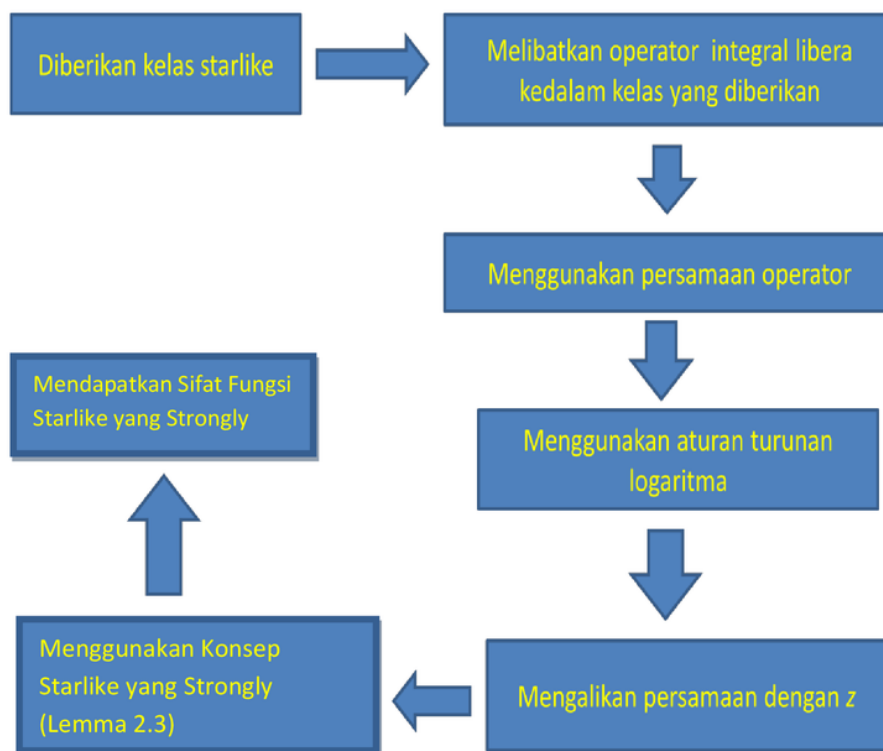 Diberikan kelas starlike
Melibatkan operator integral libera
kedalam kelas yang diberikan
Menggunakan persamaan operator
Menggunakan aturan turunan
logaritma
Mengalikan persamaan dengan z
Menggunakan Konsep
Starlike yang Strongly
(Lemma 2.3)
Mendapatkan Sifat Fungsi
Starlike yang Strongly